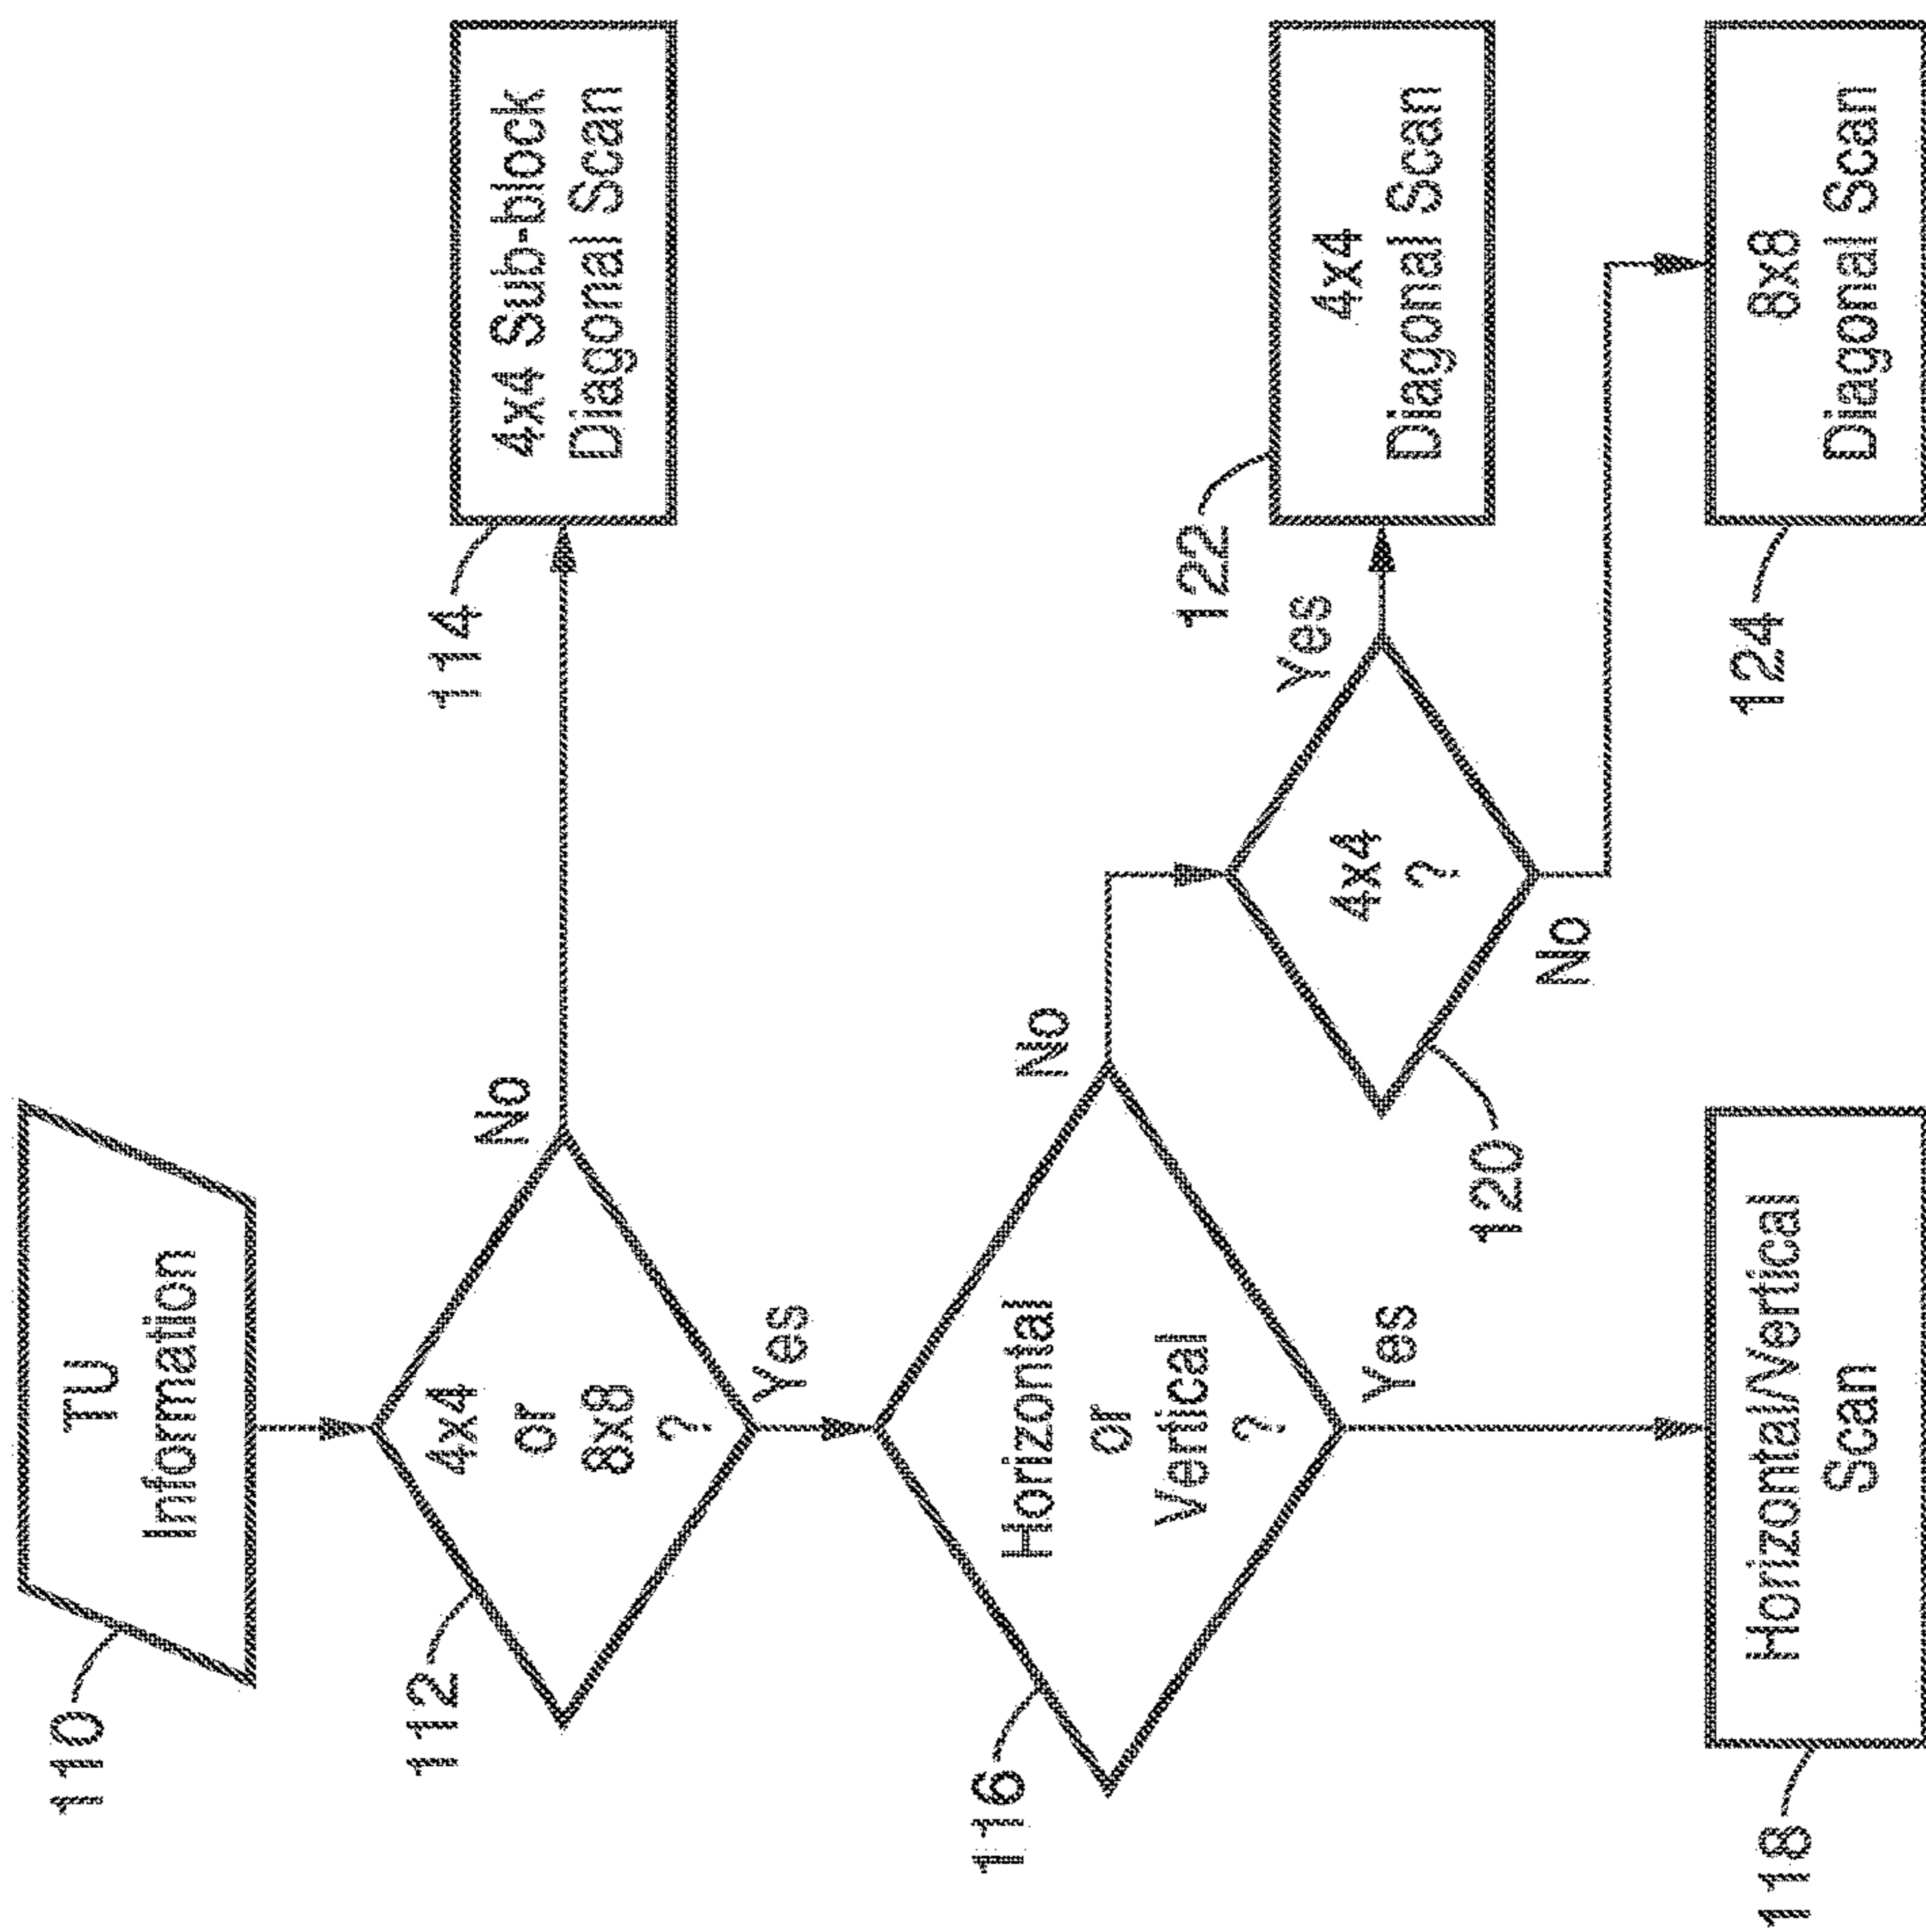 110
TU
Information
112
4x4
or
8x8
?
No
Yes
114
4x4 Sub-block
Diagonal Scan
116
Horizontal
or
Vertical
?
No
Yes
120
4x4
?
Yes
No
122
4x4
Diagonal Scan
118
Horizontal/Vertical
Scan
124
8x8
Diagonal Scan